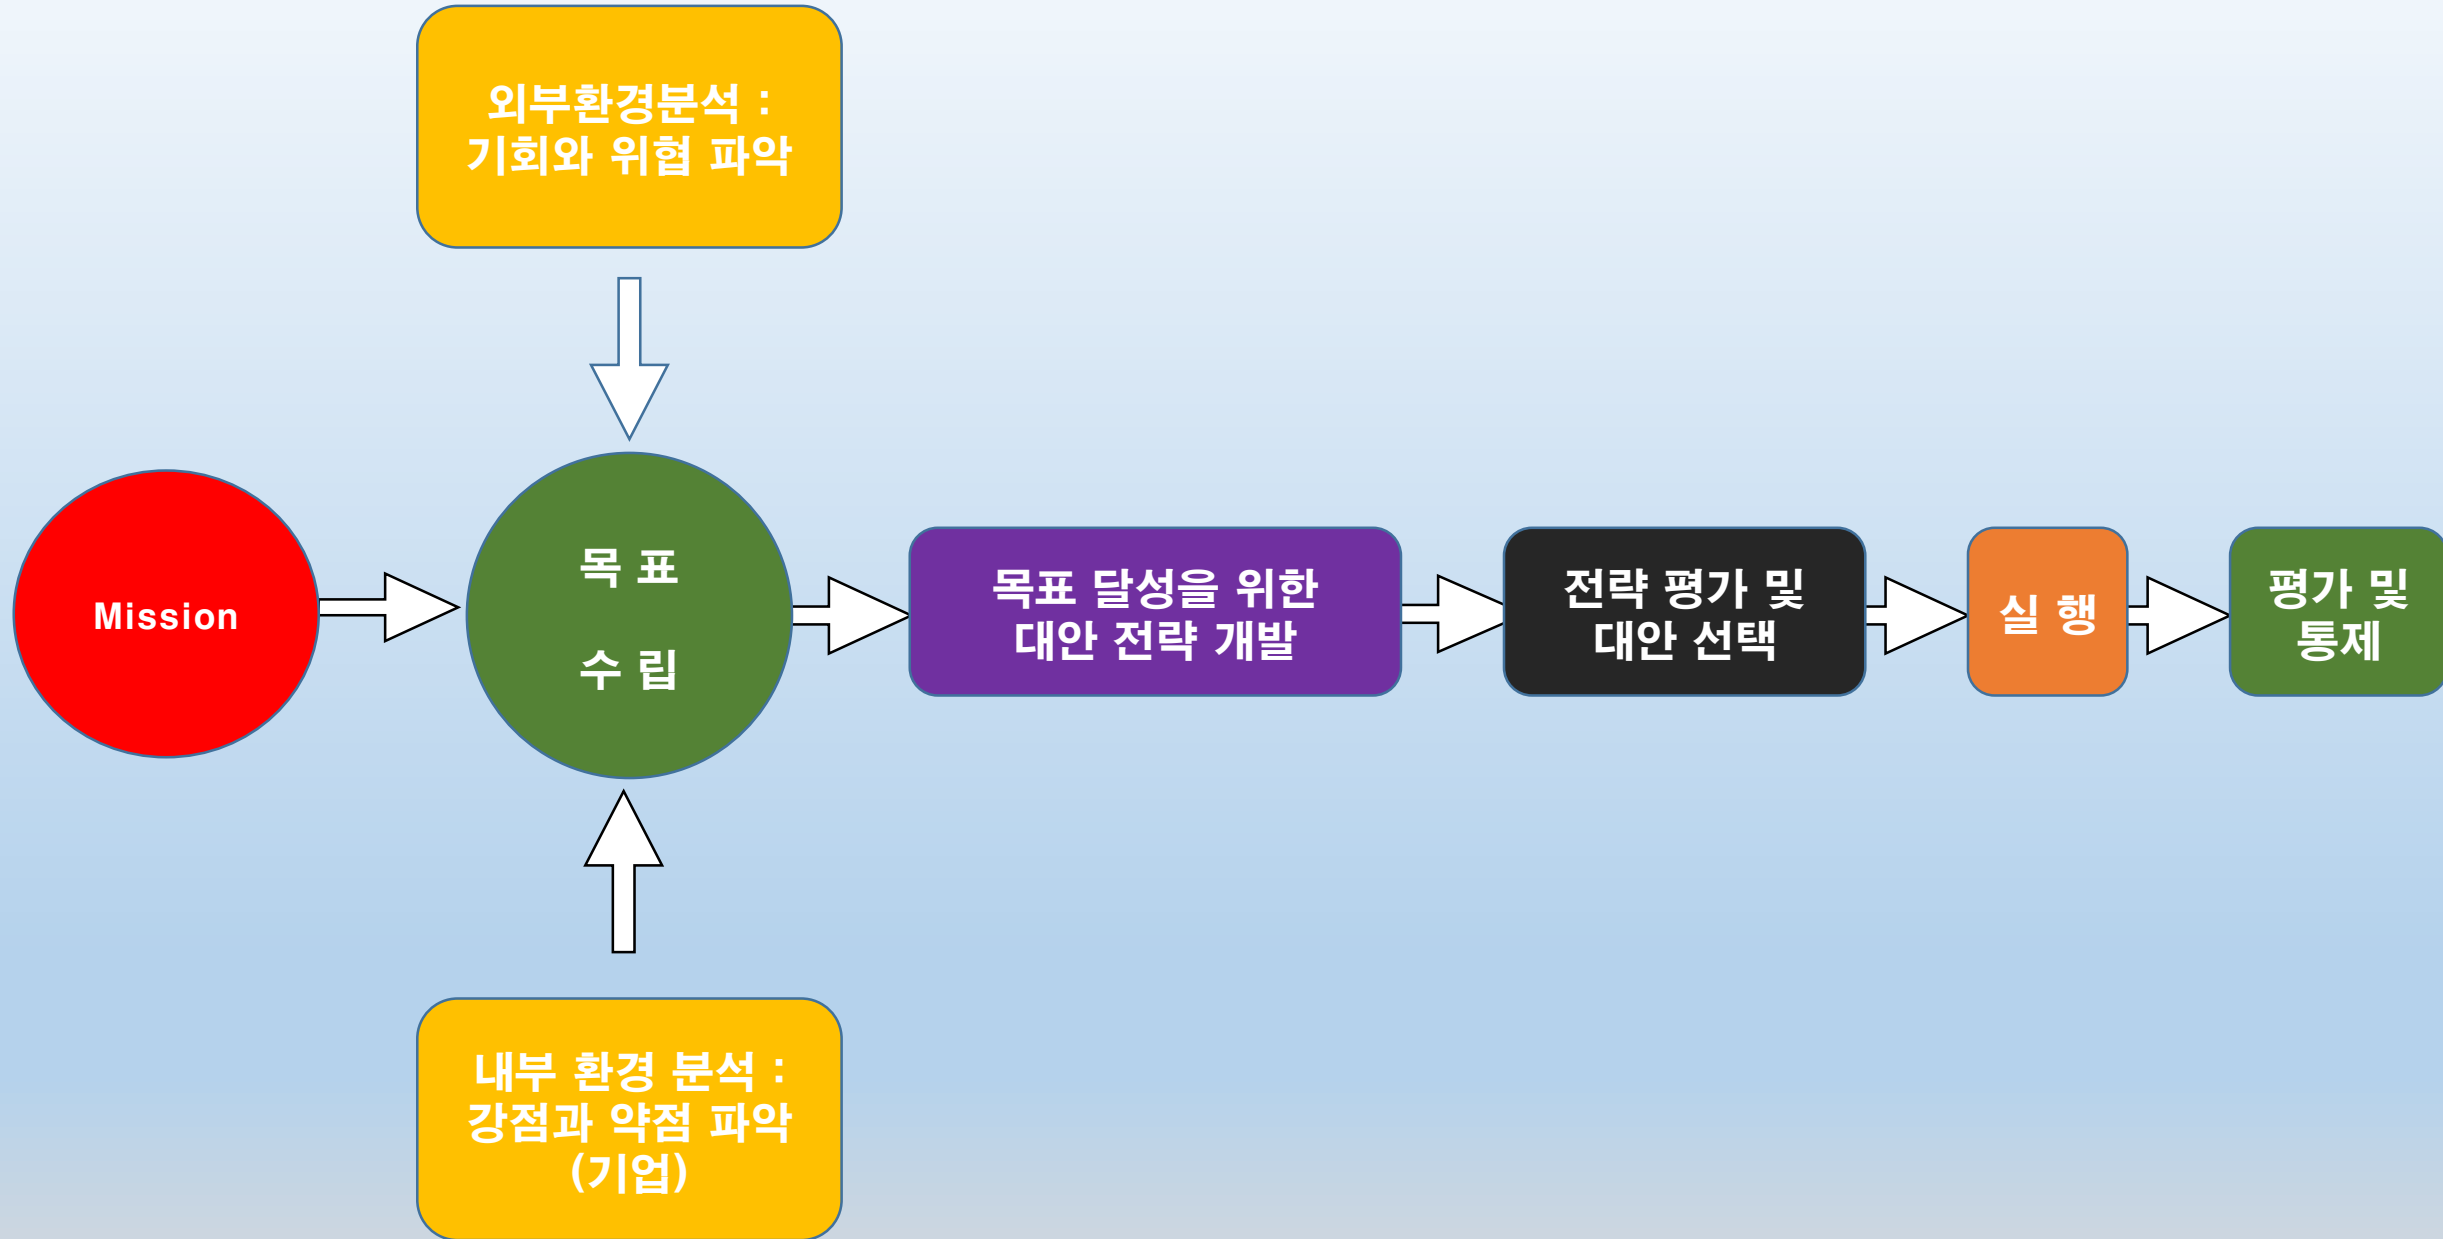 외부환경분석 :
기회와 위협 파악
Mission
목 표
수 립
목표 달성을 위한
대안 전략 개발
전략 평가 및
대안 선택
실 행
평가 및
통제
내부 환경 분석 :
강점과 약점 파악
(기업)